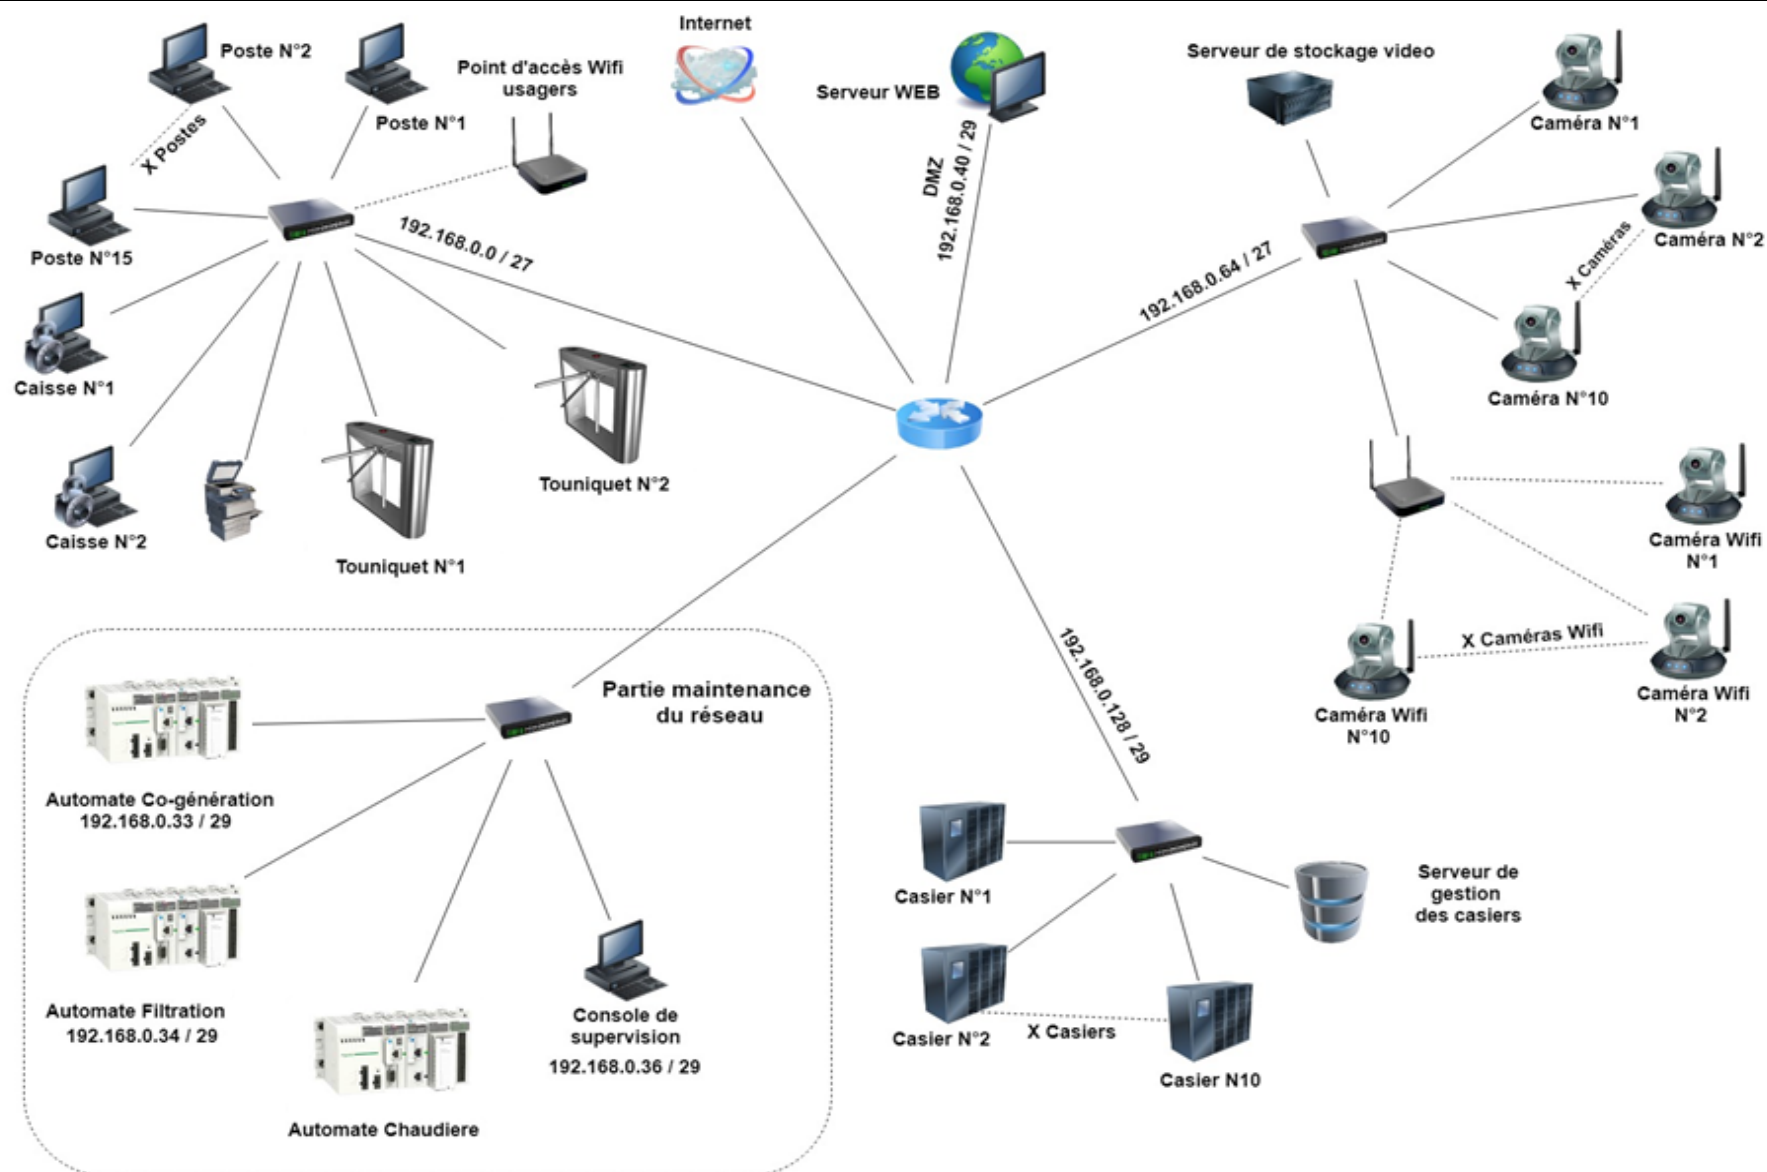 Internet
Poste N°2
Point d'accès Wifi
usagers
Poste N°1
X Postes
Poste N°15
192.168.0.0 / 27
Caisse N°1
Caisse N°2
Touniquet N°1
Touniquet N°2
Serveur WEB
DMZ
192.168.0.40 / 29
Serveur de stockage video
Caméra N°1
Caméra N°2
X Caméras
Caméra N°10
192.168.0.64 / 27
Caméra Wifi
N°1
X Caméras Wifi
Caméra Wifi
N°2
Caméra Wifi
N°10
Partie maintenance
du réseau
Automate Co-génération
192.168.0.33 / 29
Automate Filtration
192.168.0.34 / 29
Automate Chaudiere
Console de
supervision
192.168.0.36 / 29
192.168.0.128 / 29
Casier N°1
Casier N°2
X Casiers
Casier N10
Serveur de
gestion
des casiers